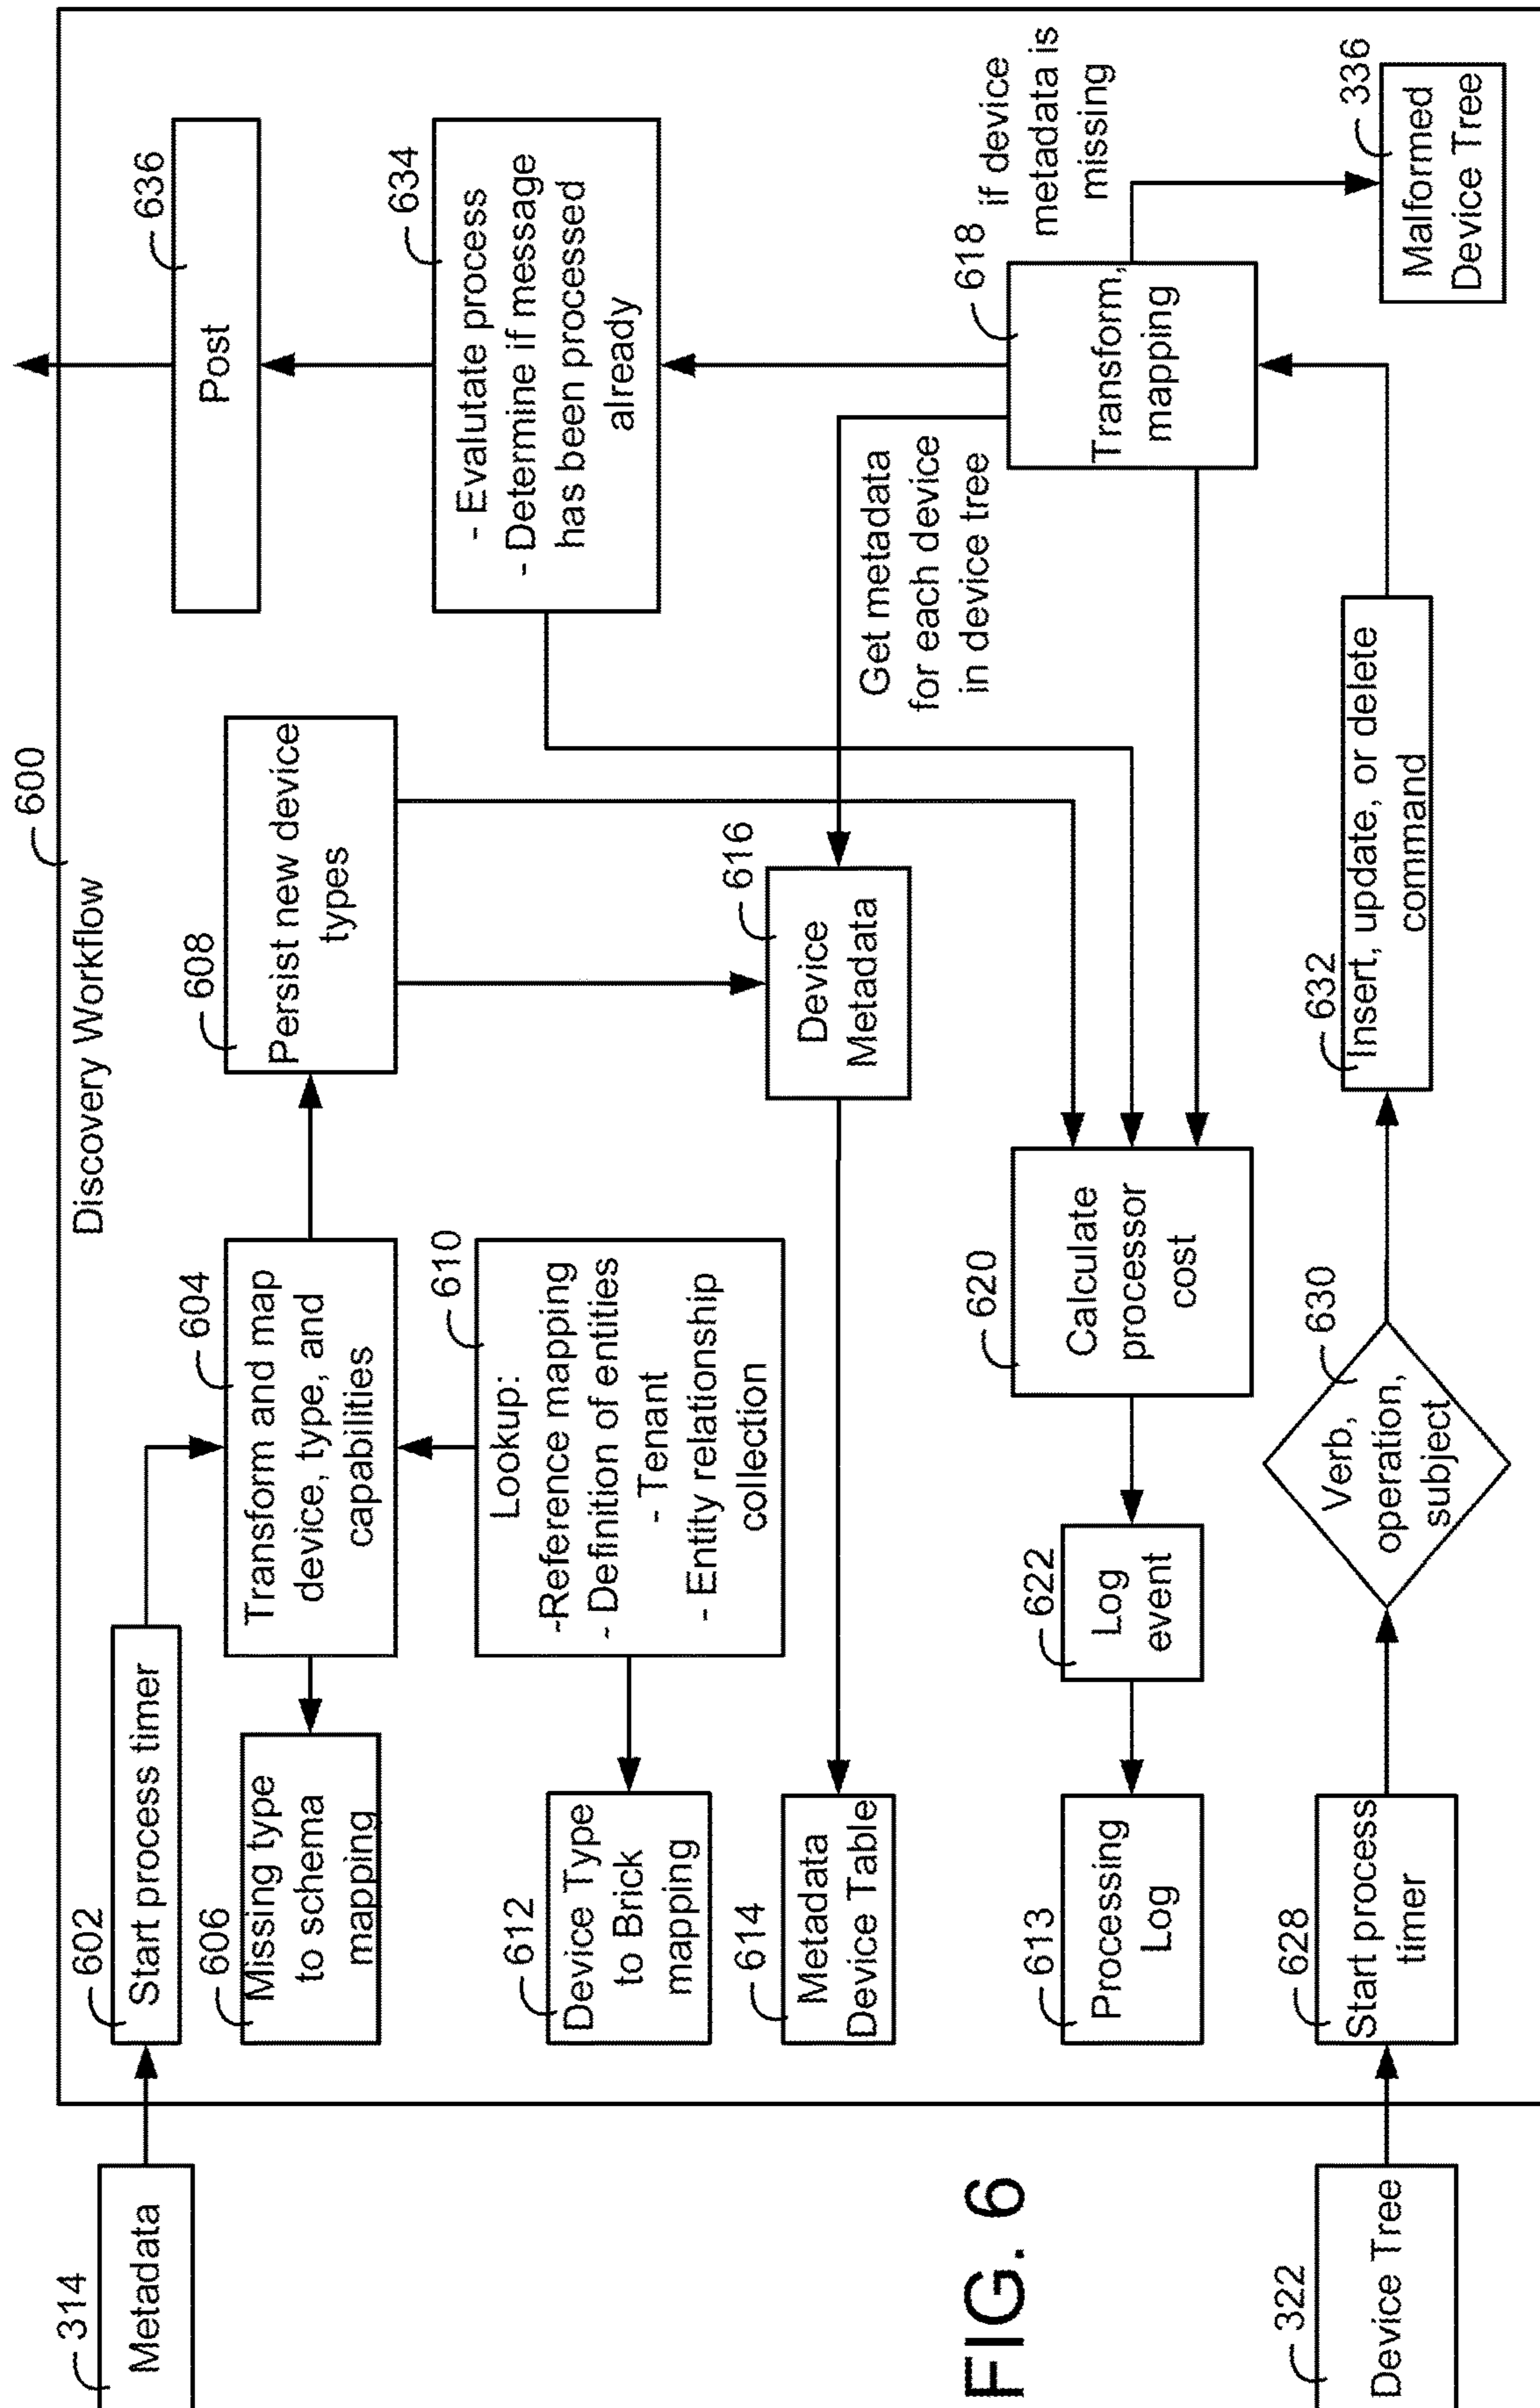 600
Discovery Workflow
314
Metadata
602
Start process timer
604
Transform and map
device, type, and
capabilities
606
Missing type
to schema
mapping
608
Persist new device
types
610
Lookup:
-Reference mapping
- Definition of entities
- Tenant
- Entity relationship
collection
612
Device Type
to Brick
mapping
614
Metadata
Device Table
616
Device
Metadata
636
Post
634
- Evalutate process
- Determine if message
has been processed
already
Get metadata
for each device
in device tree
618
Transform,
mapping
if device
metadata is
missing
336
Malformed
Device Tree
620
Calculate
processor
cost
622
Log
event
613
Processing
Log
322
Device Tree
628
Start process
timer
630
Verb,
operation,
subject
632
Insert, update, or delete
command
FIG. 6